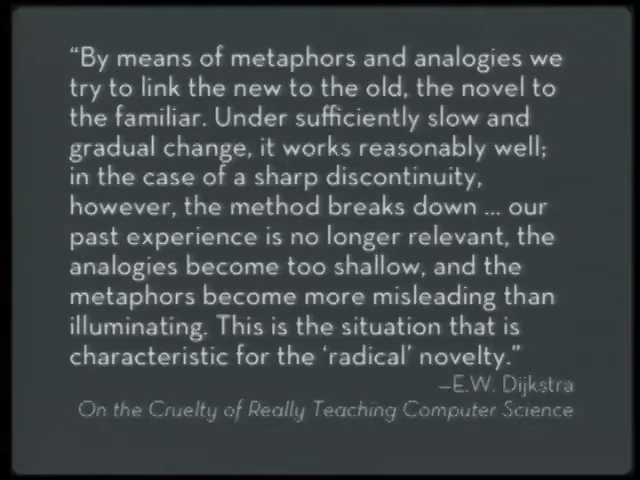 “By means of metaphors and analogies we
try to link the new to the old, the novel to
the familiar. Under sufficiently slow and
gradual change, it works reasonably well;
in the case of a sharp discontinuity,
however, the method breaks down ... our
past experience is no longer relevant, the
analogies become too shallow, and the
metaphors become more misleading than
illuminating. This is the situation that is
characteristic for the ‘radical’ novelty.”
—E.W. Dijkstra
On the Cruelty of Really Teaching Computer Science